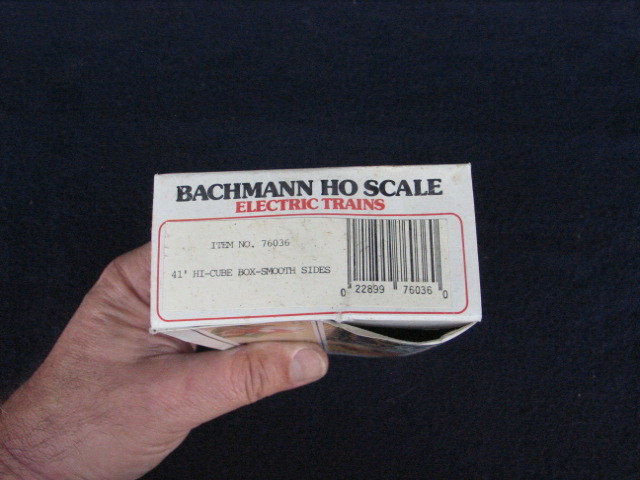 BACHMANN HO SCALE
ELECTRIC TRAINS
ITEM NO. 76036
41' HI-CUBE BOX-SMOOTH SIDES
0 22899 76036 0